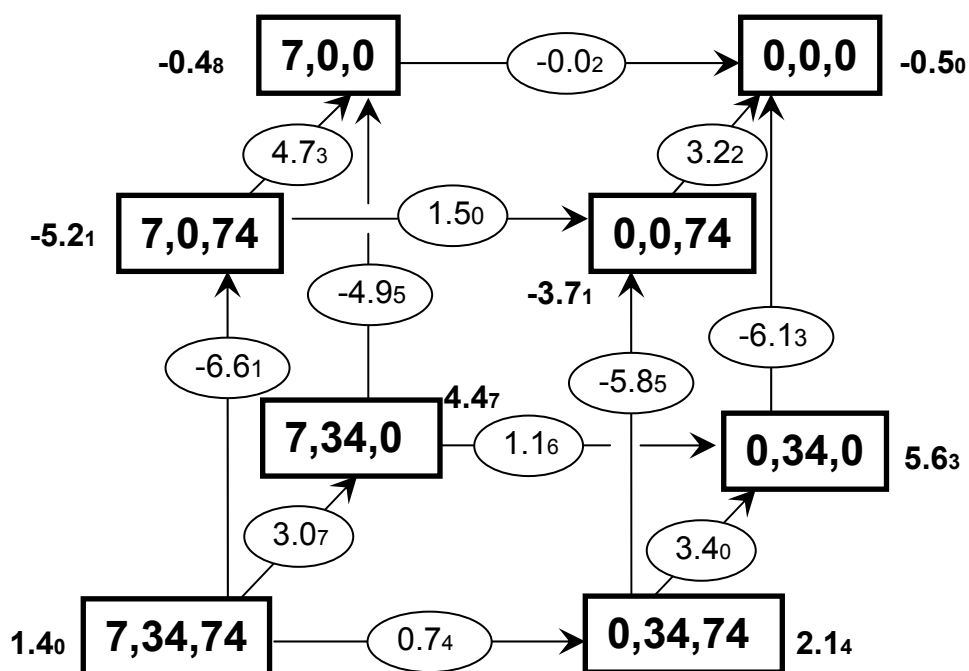 -0.4₈ 7,0,0 -0.0₂ 0,0,0 -0.5₀
4.7₃ 3.2₂
-5.2₁ 7,0,74 1.5₀ 0,0,74
-4.9₅ -3.7₁
-6.6₁ -5.8₅ -6.1₃
4.4₇
7,34,0 1.1₆ 0,34,0 5.6₃
3.0₇ 3.4₀
1.4₀ 7,34,74 0.7₄ 0,34,74 2.1₄